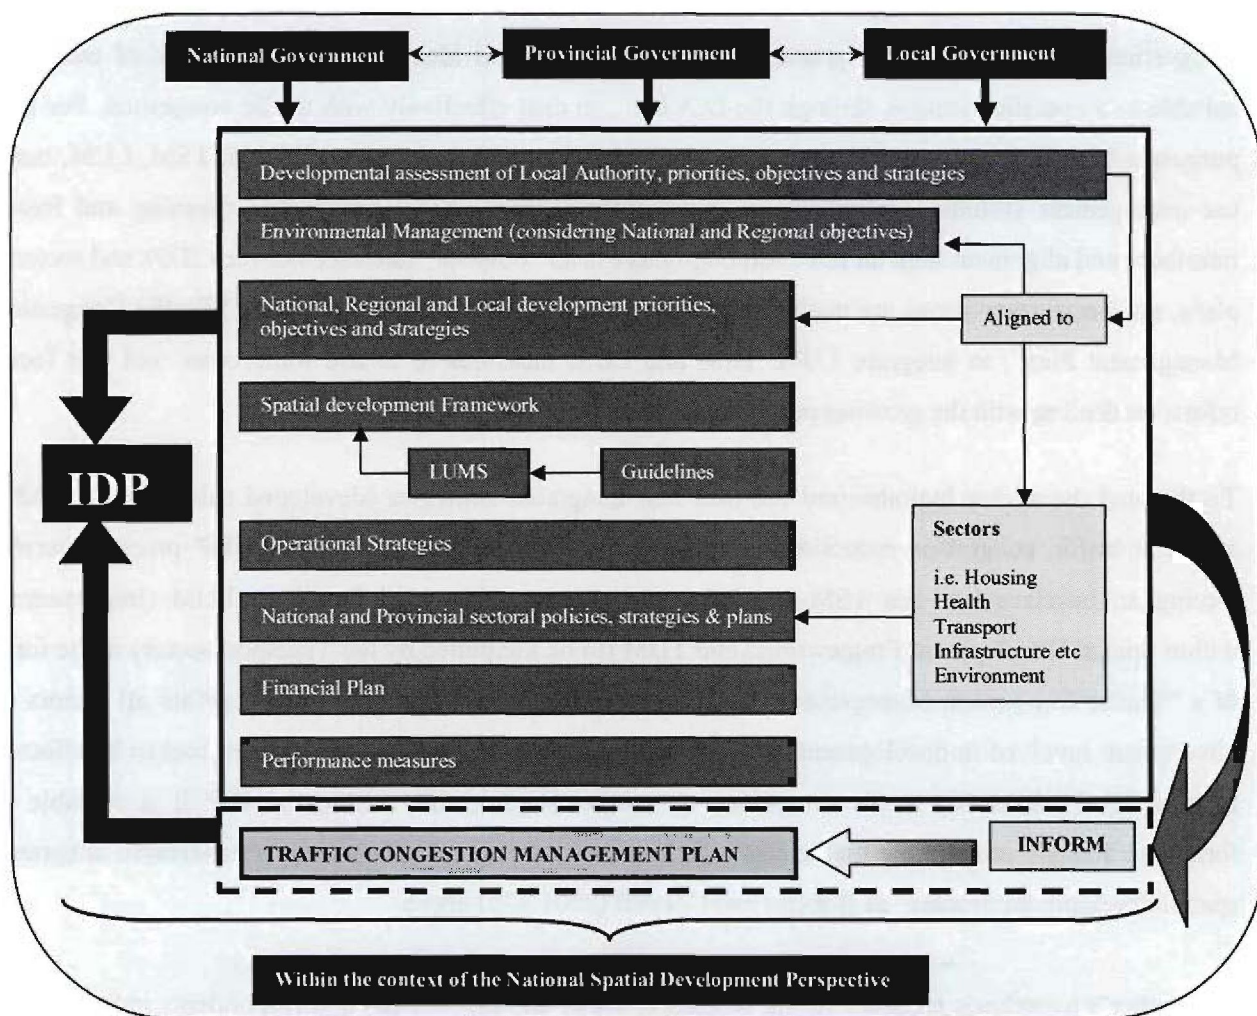 National Government
Provincial Government
Local Government
Developmental assessment of Local Authority, priorities, objectives and strategies
Environmental Management (considering National and Regional objectives)
National, Regional and Local development priorities,
objectives and strategies
Aligned to
Spatial development Framework
LUMS
Guidelines
IDP
Operational Strategies
Sectors
i.e. Housing
Health
Transport
Infrastructure etc
Environment
National and Provincial sectoral policies, strategies & plans
Financial Plan
Performance measures
TRAFFIC CONGESTION MANAGEMENT PLAN
INFORM
Within the context of the National Spatial Development Perspective